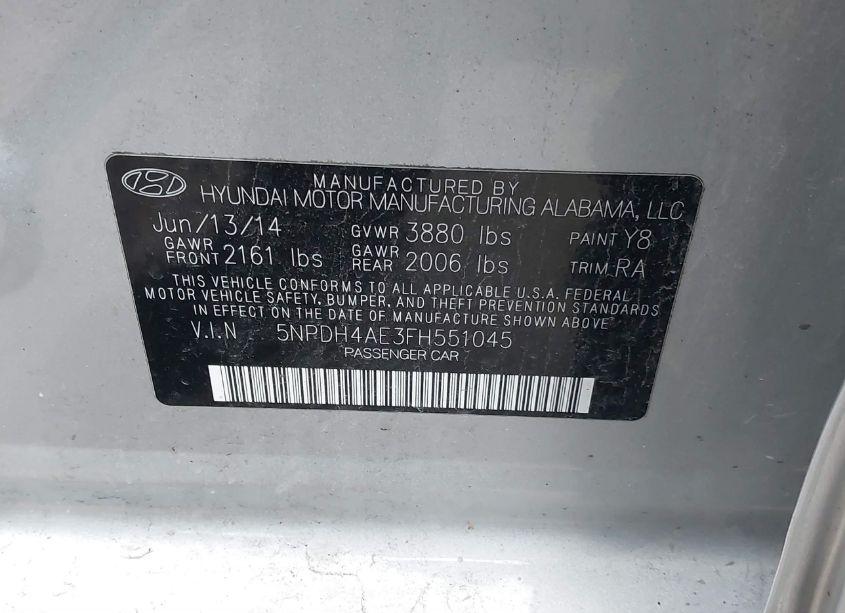 MANUFACTURED BY
HYUNDAI MOTOR MANUFACTURING ALABAMA, LLC
Jun/13/14 GVWR 3880 lbs PAINT Y8
GAWR FRONT 2161 lbs GAWR REAR 2006 lbs TRIM RA
THIS VEHICLE CONFORMS TO ALL APPLICABLE U.S.A. FEDERAL
MOTOR VEHICLE SAFETY, BUMPER, AND THEFT PREVENTION STANDARDS
IN EFFECT ON THE DATE OF MANUFACTURE SHOWN ABOVE.
V.I.N 5NPDH4AE3FH551045
PASSENGER CAR